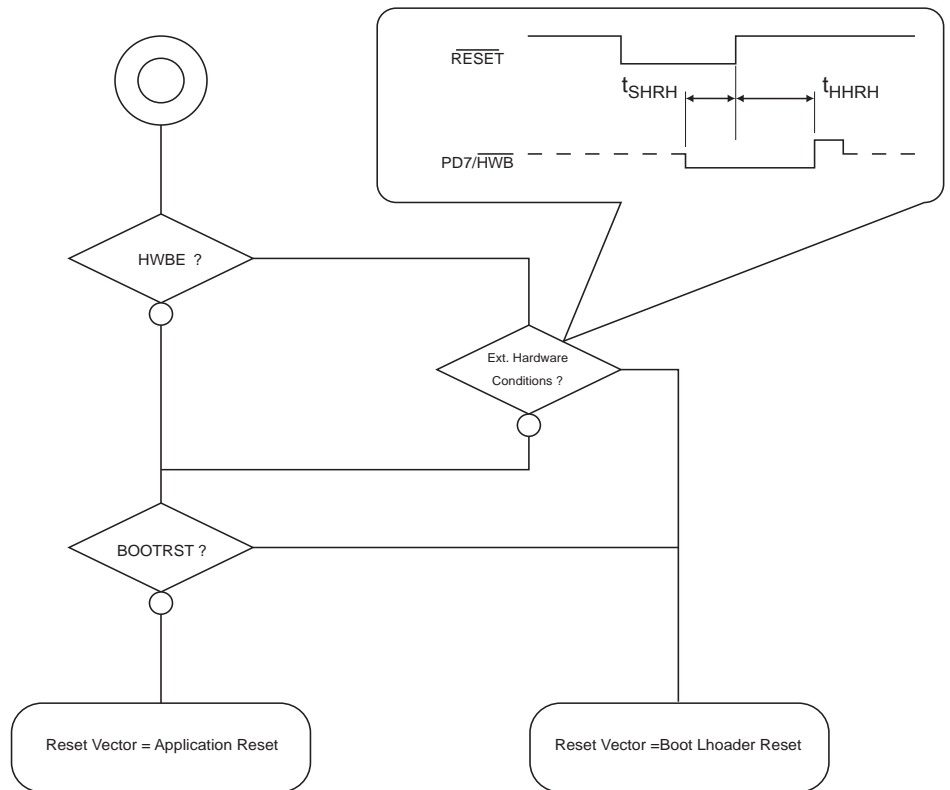 RESET
tSHRH
tHHRH
PD7/HWB
HWBE ?
Ext. Hardware
Conditions ?
BOOTRST ?
Reset Vector = Application Reset
Reset Vector =Boot Lhoader Reset